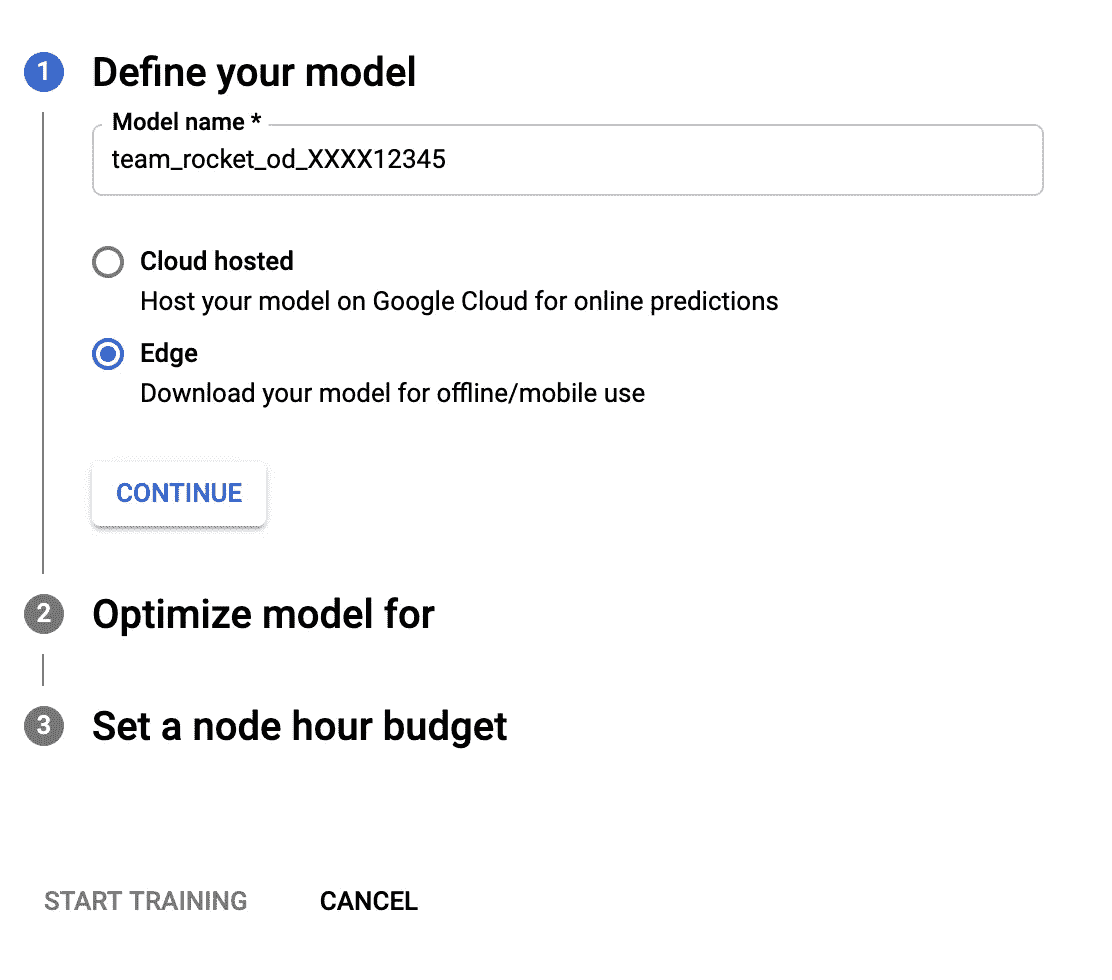 1 Define your model
Model name *
team_rocket_od_XXXX12345
Cloud hosted
Host your model on Google Cloud for online predictions
Edge
Download your model for offline/mobile use
CONTINUE
2 Optimize model for
3 Set a node hour budget
START TRAINING CANCEL